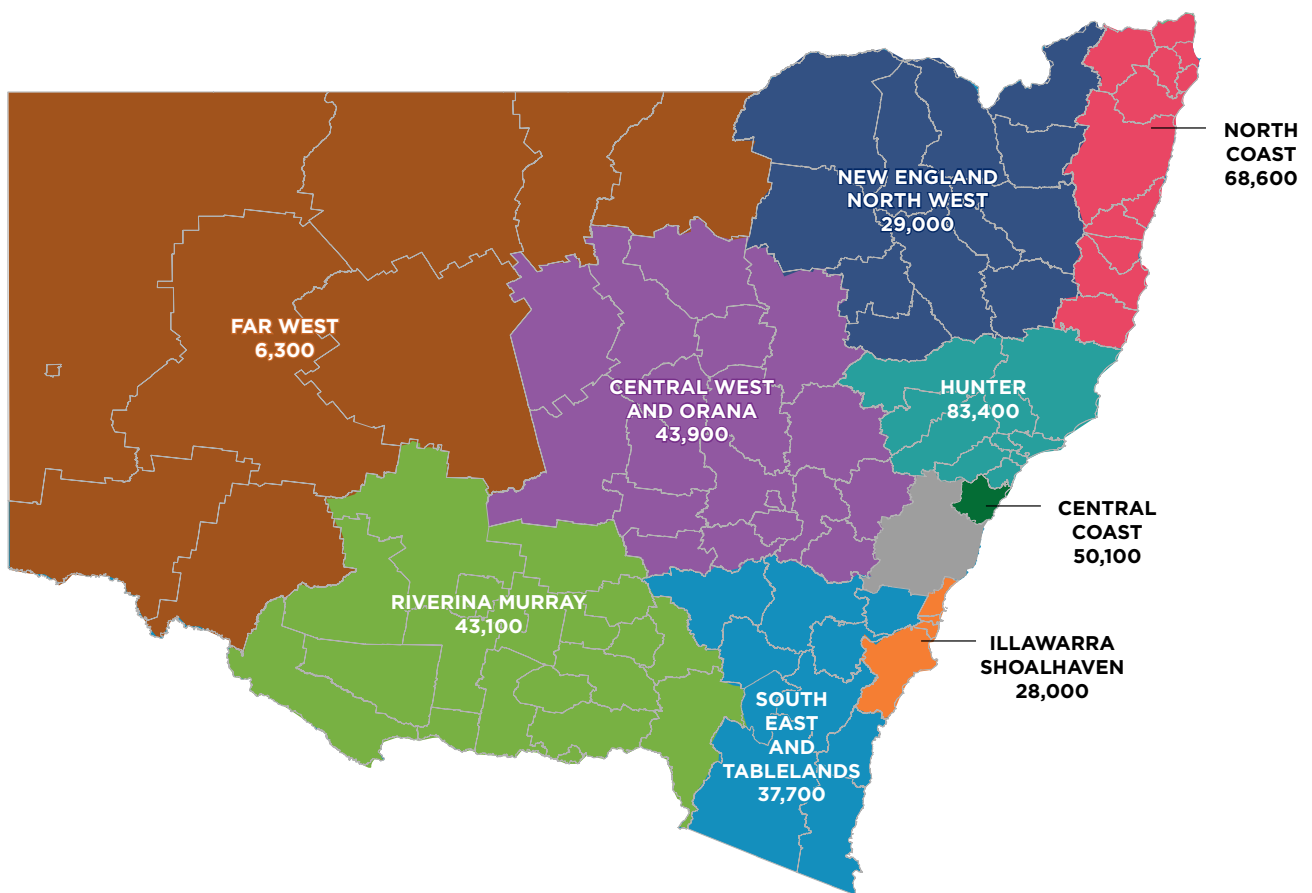 NORTH
COAST
68,600
NEW ENGLAND
NORTH WEST
29,000
FAR WEST
6,300
CENTRAL WEST
AND ORANA
43,900
HUNTER
83,400
CENTRAL
COAST
50,100
RIVERINA MURRAY
43,100
ILLAWARRA
SHOALHAVEN
28,000
SOUTH
EAST
AND
TABLELANDS
37,700